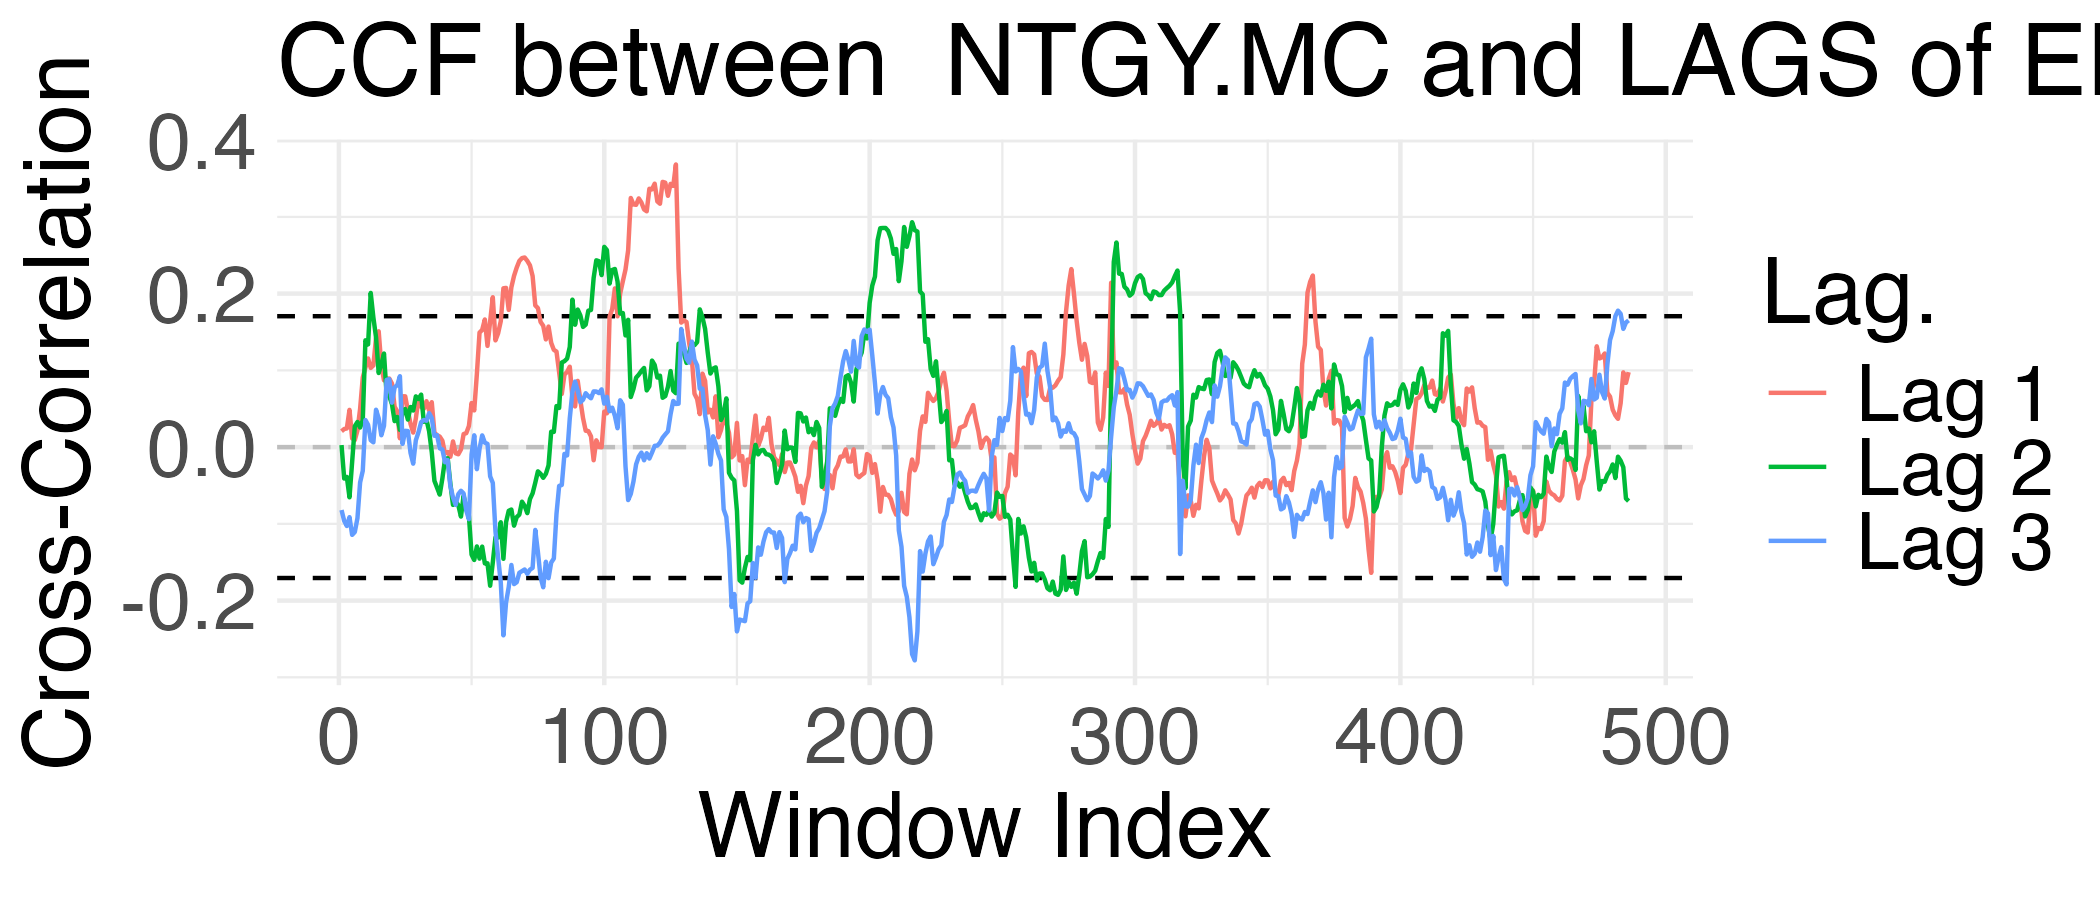 CCF between  NTGY.MC and LAGS of
Cross-Correlation
0.4
0.2
0.0
-0.2
0
100
200
300
400
500
Window Index
Lag.
Lag 1
Lag 2
Lag 3